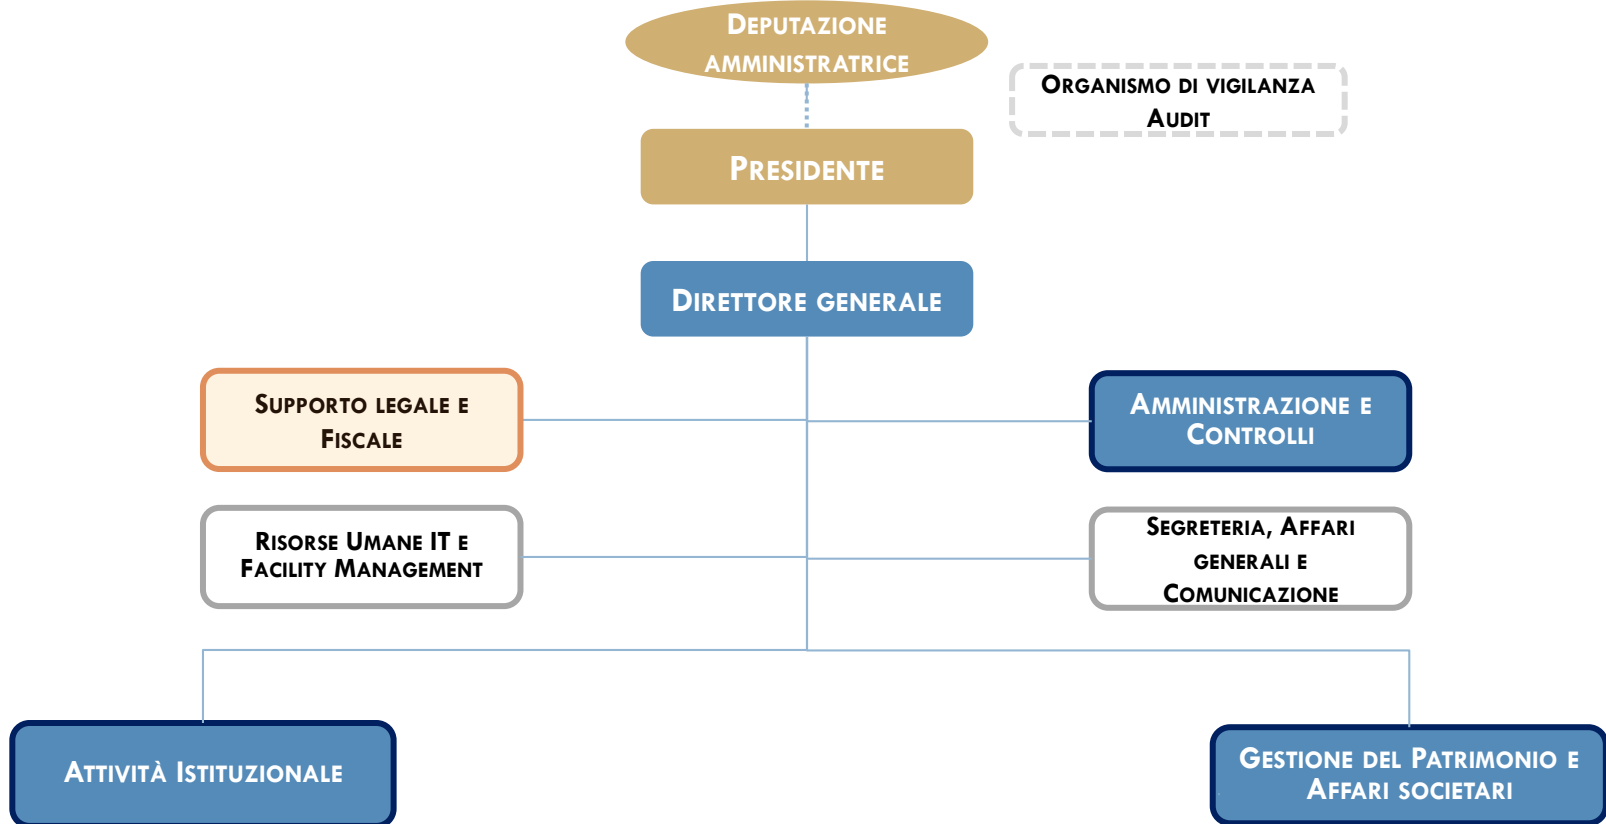 Deputazione
amministratrice
Organismo di vigilanza
Audit
Presidente
Direttore generale
Supporto legale e
Fiscale
Amministrazione e
Controlli
Risorse Umane IT e
Facility Management
Segreteria, Affari
generali e
Comunicazione
Attività Istituzionale
Gestione del Patrimonio e
Affari societari